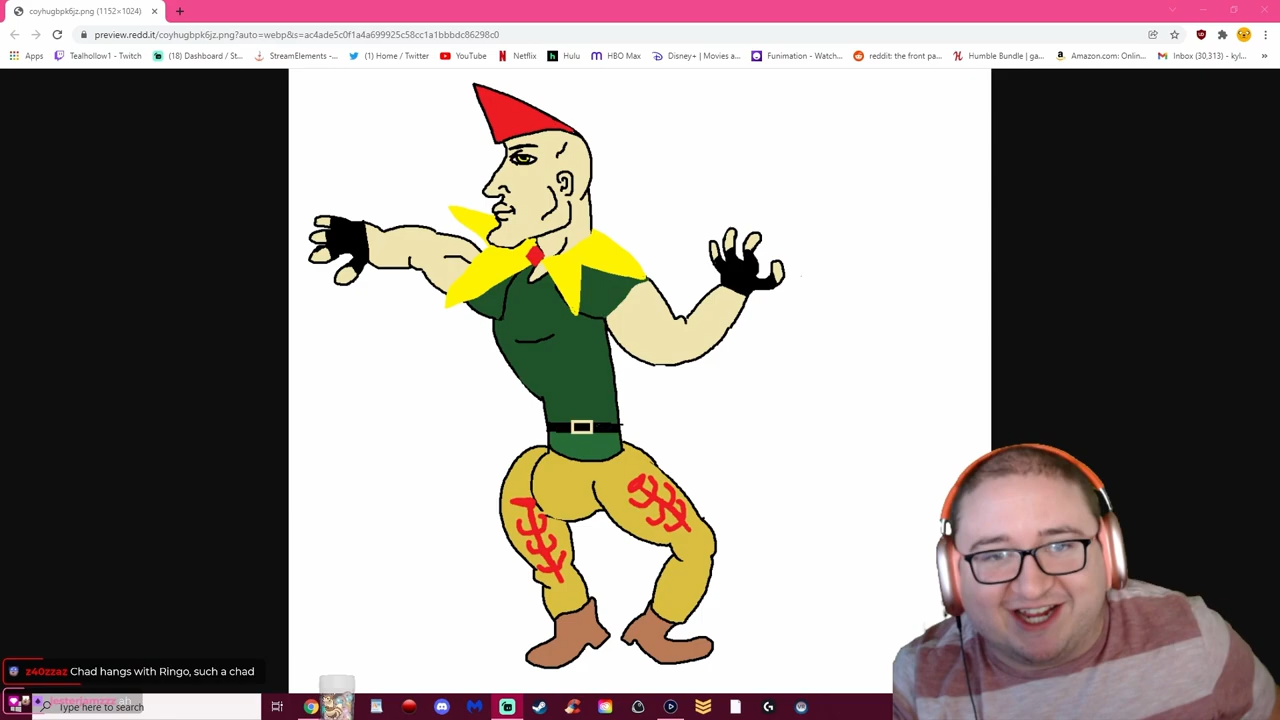 coyhugbpk6jz.png (1152×1024)
preview.redd.it/coyhugbpk6jz.png?auto=webp&s=ac4ade5c0f1a4a699925c58cc1a1bbbdc86298c0
Apps Tealhollow1 - Twitch (18) Dashboard / St... StreamElements -... (1) Home / Twitter YouTube Netflix Hulu HBO Max Disney+ | Movies a... Funimation - Watch... reddit: the front pa... Humble Bundle | ga... Amazon.com: Onlin... Inbox (30,313) - kyl...
z40zzaz Chad hangs with Ringo, such a chad
Type here to search